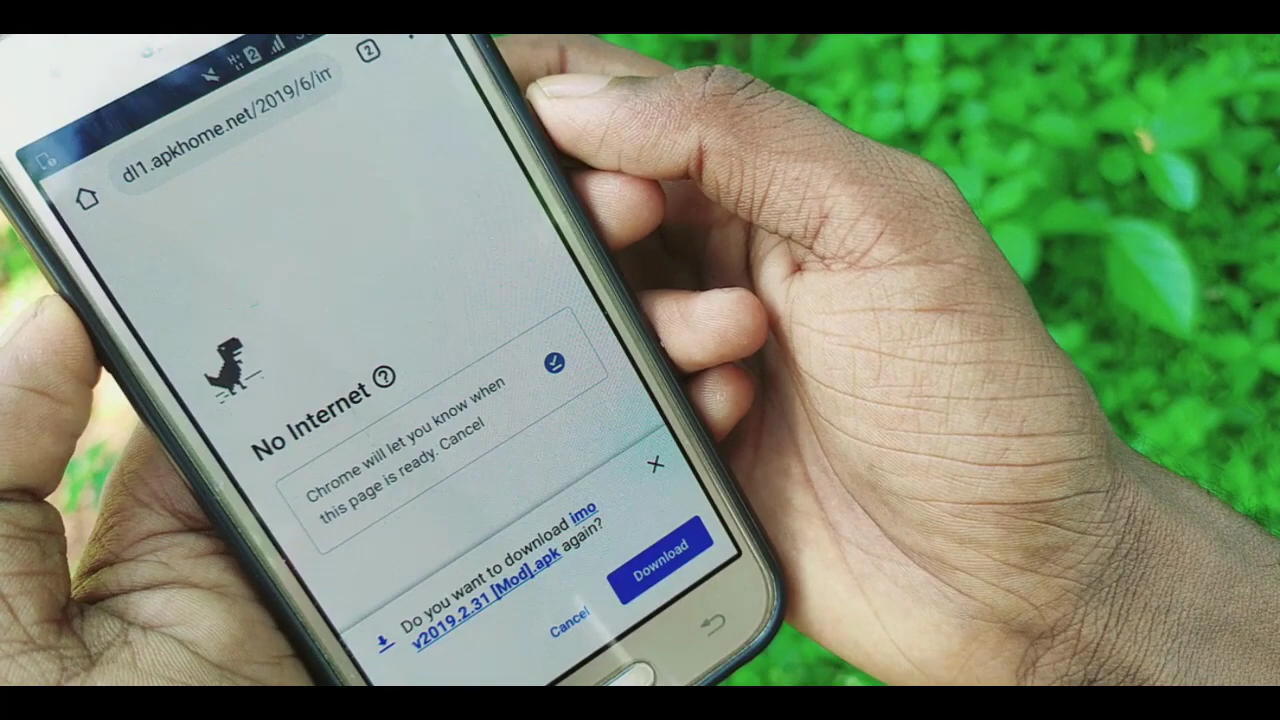 H+
2
2
dl1.apkhome.net/2019/6/im
No Internet ?
Chrome will let you know when
this page is ready. Cancel
Do you want to download imo
v2019.2.31 [Mod].apk again?
Cancel
Download